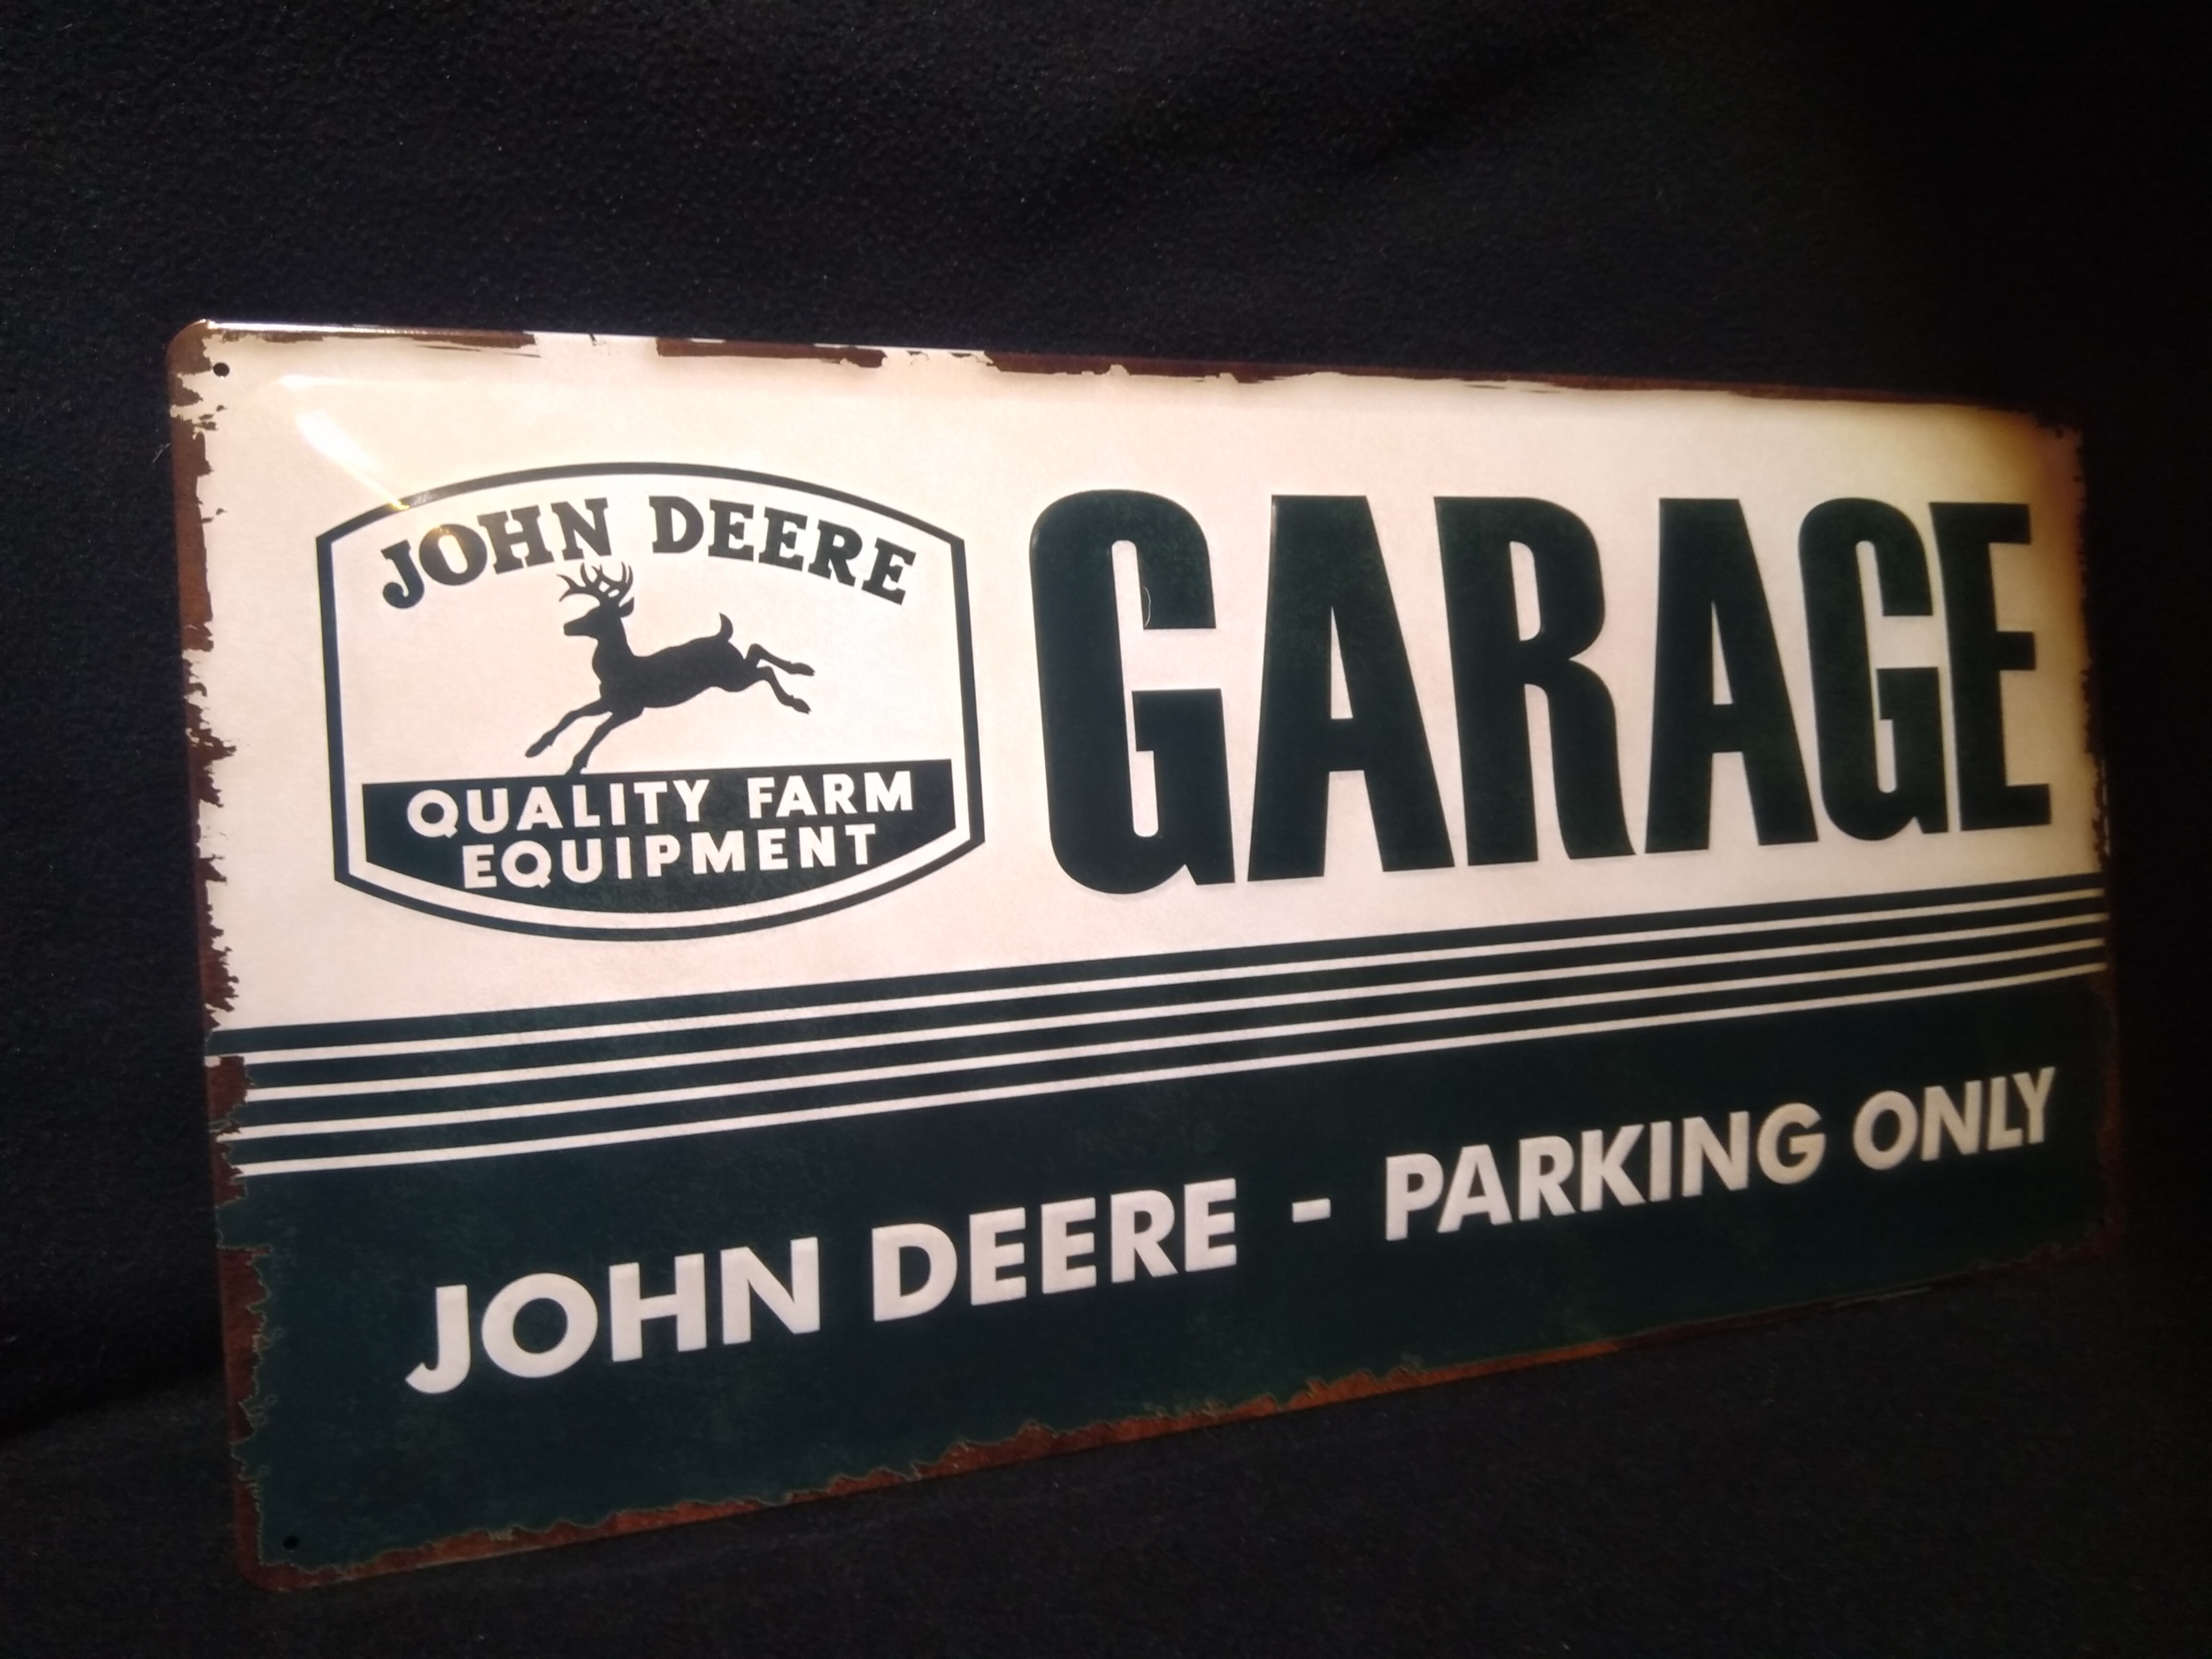 JOHN DEERE
QUALITY FARM
EQUIPMENT
GARAGE
JOHN DEERE - PARKING ONLY